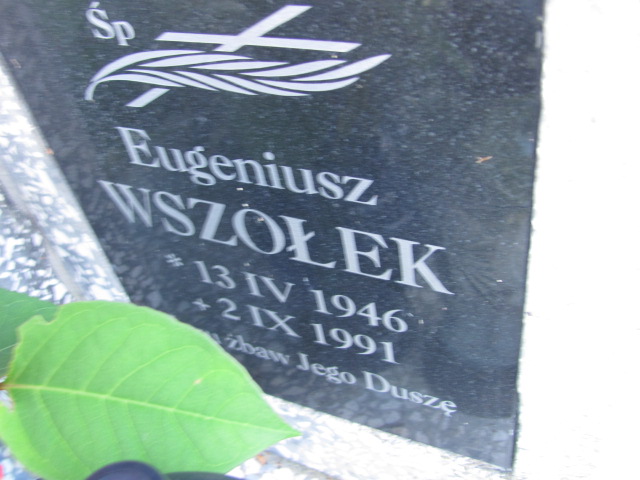 Śp
Eugeniusz
WSZOŁEK
* 13 IV 1946
+ 2 IX 1991
żbaw Jego Duszę